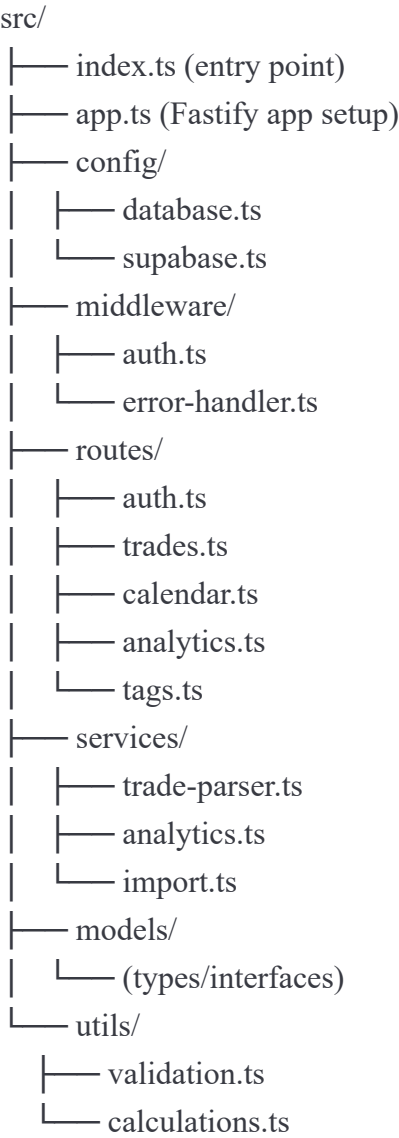 src/
├── index.ts (entry point)
├── app.ts (Fastify app setup)
├── config/
│   ├── database.ts
│   └── supabase.ts
├── middleware/
│   ├── auth.ts
│   └── error-handler.ts
├── routes/
│   ├── auth.ts
│   ├── trades.ts
│   ├── calendar.ts
│   ├── analytics.ts
│   └── tags.ts
├── services/
│   ├── trade-parser.ts
│   ├── analytics.ts
│   └── import.ts
├── models/
│   └── (types/interfaces)
└── utils/
    ├── validation.ts
    └── calculations.ts